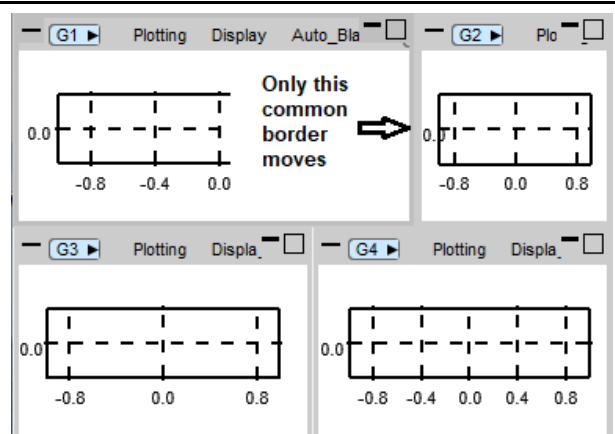 G1 Plotting Display Auto_Bla
G2 Plo
Only this
common
border
moves
0.0
-0.8 -0.4 0.0
0.0
-0.8 0.0 0.8
G3 Plotting Displa
G4 Plotting Displa
0.0
-0.8 0.0 0.8
0.0
-0.8 -0.4 0.0 0.4 0.8